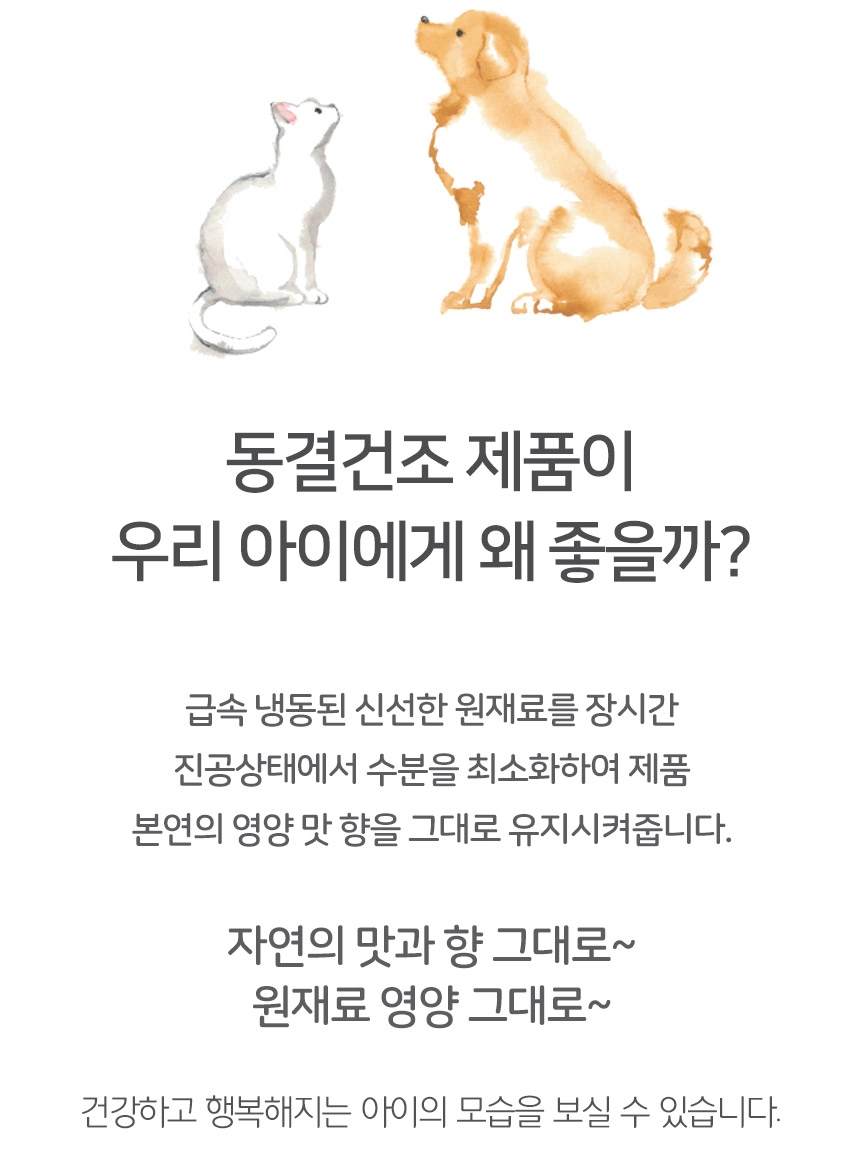 동결건조 제품이
우리 아이에게 왜 좋을까?
급속 냉동된 신선한 원재료를 장시간
진공상태에서 수분을 최소화하여 제품
본연의 영양 맛 향을 그대로 유지시켜줍니다.
자연의 맛과 향 그대로~
원재료 영양 그대로~
건강하고 행복해지는 아이의 모습을 보실 수 있습니다.